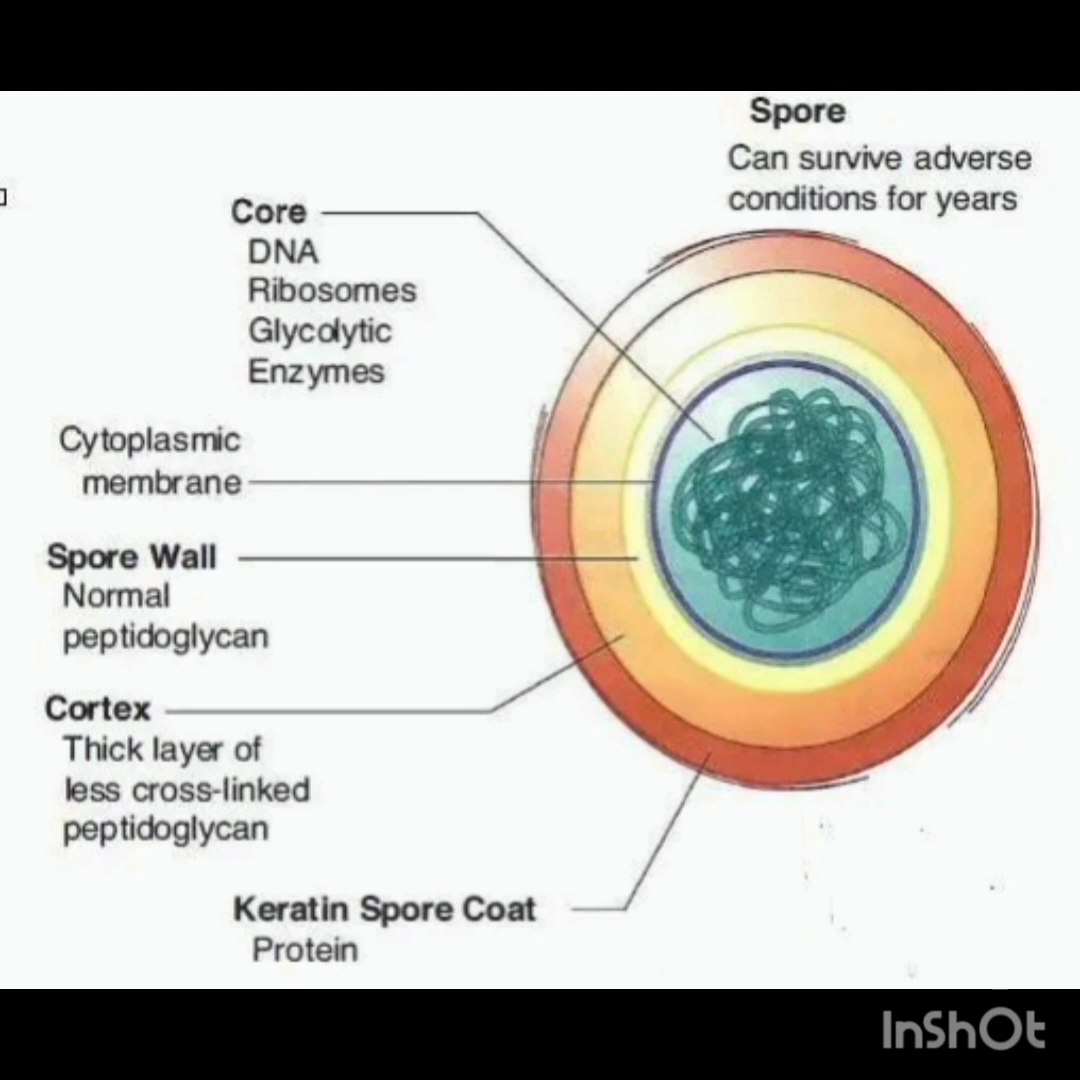 Spore
Can survive adverse
conditions for years
Core
DNA
Ribosomes
Glycolytic
Enzymes
Cytoplasmic
membrane
Spore Wall
Normal
peptidoglycan
Cortex
Thick layer of
less cross-linked
peptidoglycan
Keratin Spore Coat
Protein
InShOt